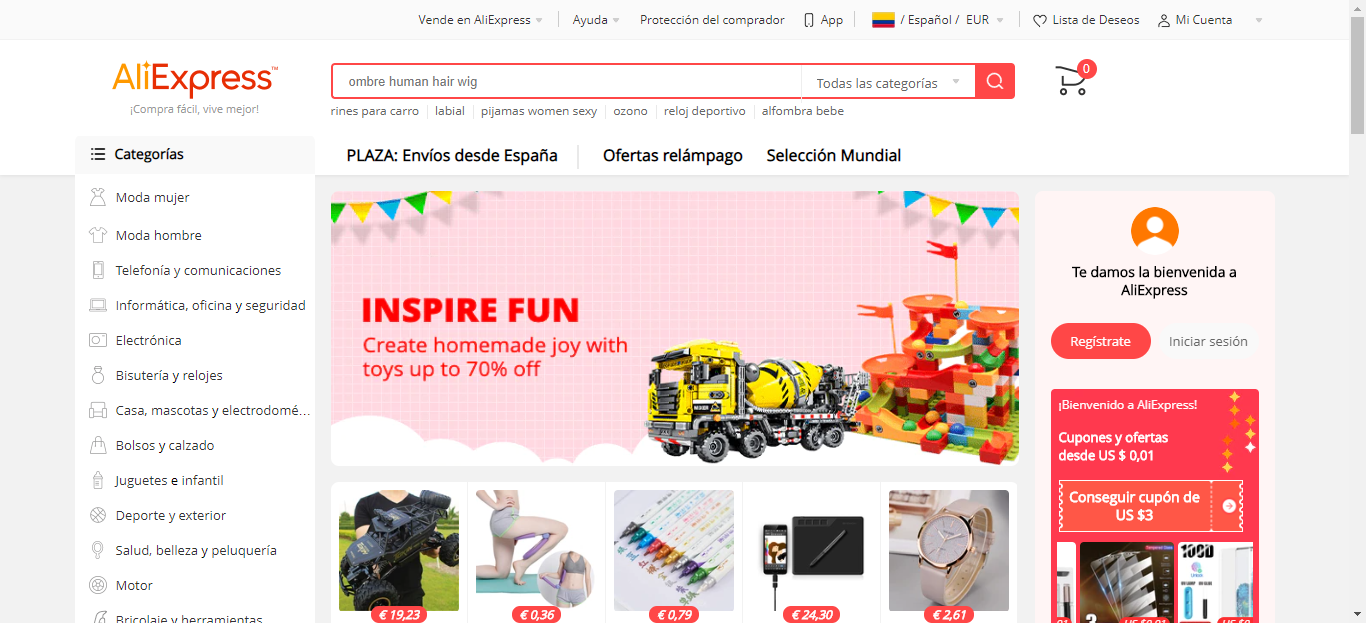 Vende en AliExpress
Ayuda
Protección del comprador
App
/ Español / EUR
Lista de Deseos
Mi Cuenta
AliExpress™
¡Compra fácil, vive mejor!
ombre human hair wig
Todas las categorías
0
rines para carro
labial
pijamas women sexy
ozono
reloj deportivo
alfombra bebe
Categorías
PLAZA: Envíos desde España
Ofertas relámpago
Selección Mundial
Moda mujer
Moda hombre
Telefonía y comunicaciones
Informática, oficina y seguridad
Electrónica
Bisutería y relojes
Casa, mascotas y electrodomé...
Bolsos y calzado
Juguetes e infantil
Deporte y exterior
Salud, belleza y peluquería
Motor
Bricolaje y herramientas
INSPIRE FUN
Create homemade joy with
toys up to 70% off
Te damos la bienvenida a
AliExpress
Regístrate
Iniciar sesión
¡Bienvenido a AliExpress!
Cupones y ofertas
desde US $ 0,01
Conseguir cupón de
US $3
€ 19,23
€ 0,36
€ 0,79
€ 24,30
€ 2,61